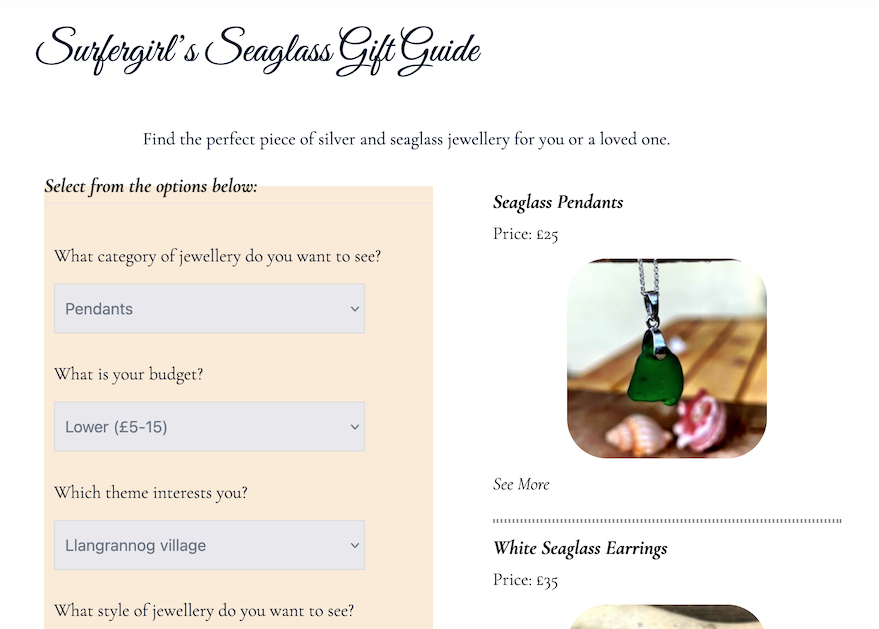 Surfergirl's Seaglass Gift Guide
Find the perfect piece of silver and seaglass jewellery for you or a loved one.
Select from the options below:
What category of jewellery do you want to see?
Pendants
What is your budget?
Lower (£5-15)
Which theme interests you?
Llangrannog village
What style of jewellery do you want to see?
Seaglass Pendants
Price: £25
See More
White Seaglass Earrings
Price: £35